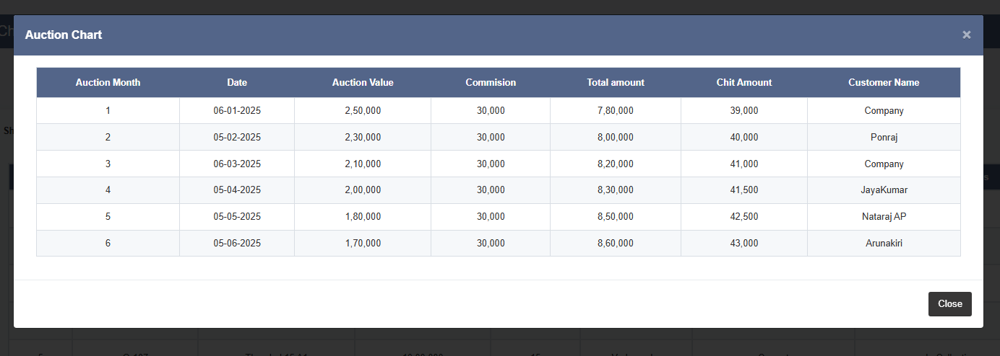 Auction Chart ×
Auction Month Date Auction Value Commision Total amount Chit Amount Customer Name
1 06-01-2025 2,50,000 30,000 7,80,000 39,000 Company
2 05-02-2025 2,30,000 30,000 8,00,000 40,000 Ponraj
3 06-03-2025 2,10,000 30,000 8,20,000 41,000 Company
4 05-04-2025 2,00,000 30,000 8,30,000 41,500 JayaKumar
5 05-05-2025 1,80,000 30,000 8,50,000 42,500 Nataraj AP
6 05-06-2025 1,70,000 30,000 8,60,000 43,000 Arunakiri
Close